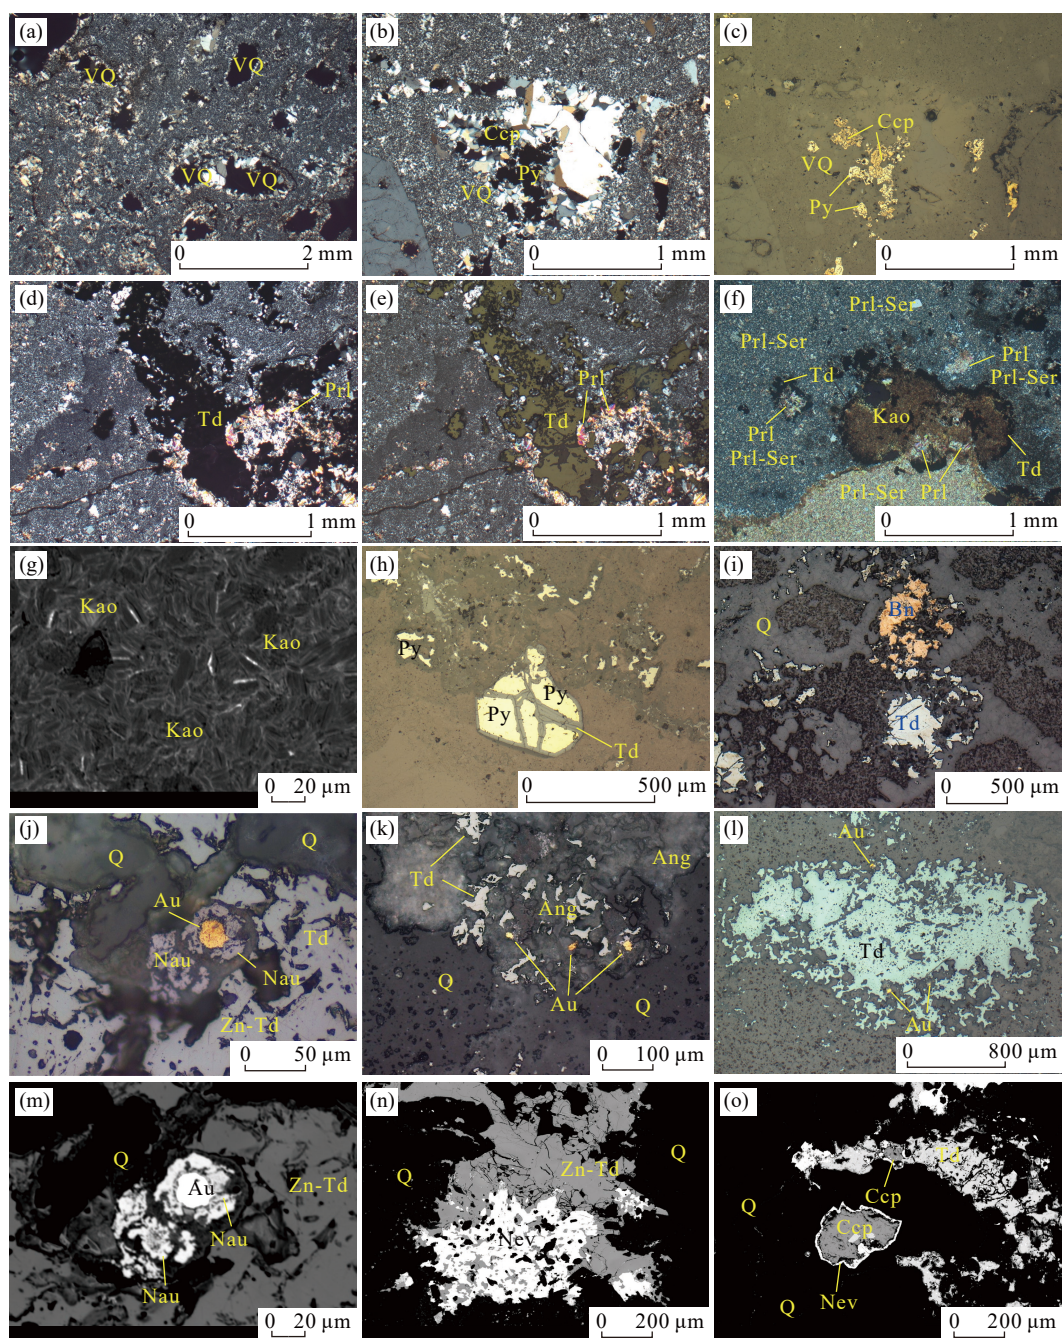 (a)
VQ
VQ
VQ
VQ
0 2 mm
(b)
Ccp
Py
VQ
0 1 mm
(c)
Ccp
VQ
Py
0 1 mm
(d)
Prl
Td
0 1 mm
(e)
Prl
Td
0 1 mm
(f)
Prl-Ser
Prl-Ser
Prl
Td
Prl-Ser
Kao
Prl
Prl-Ser
Td
Prl-Ser
Prl
0 1 mm
(g)
Kao
Kao
Kao
0 20 μm
(h)
Py
Py
Py
Td
0 500 μm
(i)
Bn
Q
Td
0 500 μm
(j)
Q
Q
Au
Td
Nau
Nau
Zn-Td
0 50 μm
(k)
Td
Ang
Ang
Q
Au
Q
0 100 μm
(l)
Au
Td
Au
0 800 μm
(m)
Q
Au
Zn-Td
Nau
Nau
0 20 μm
(n)
Q
Q
Zn-Td
Nev
0 200 μm
(o)
Td
Ccp
Q
Ccp
Nev
Q
0 200 μm